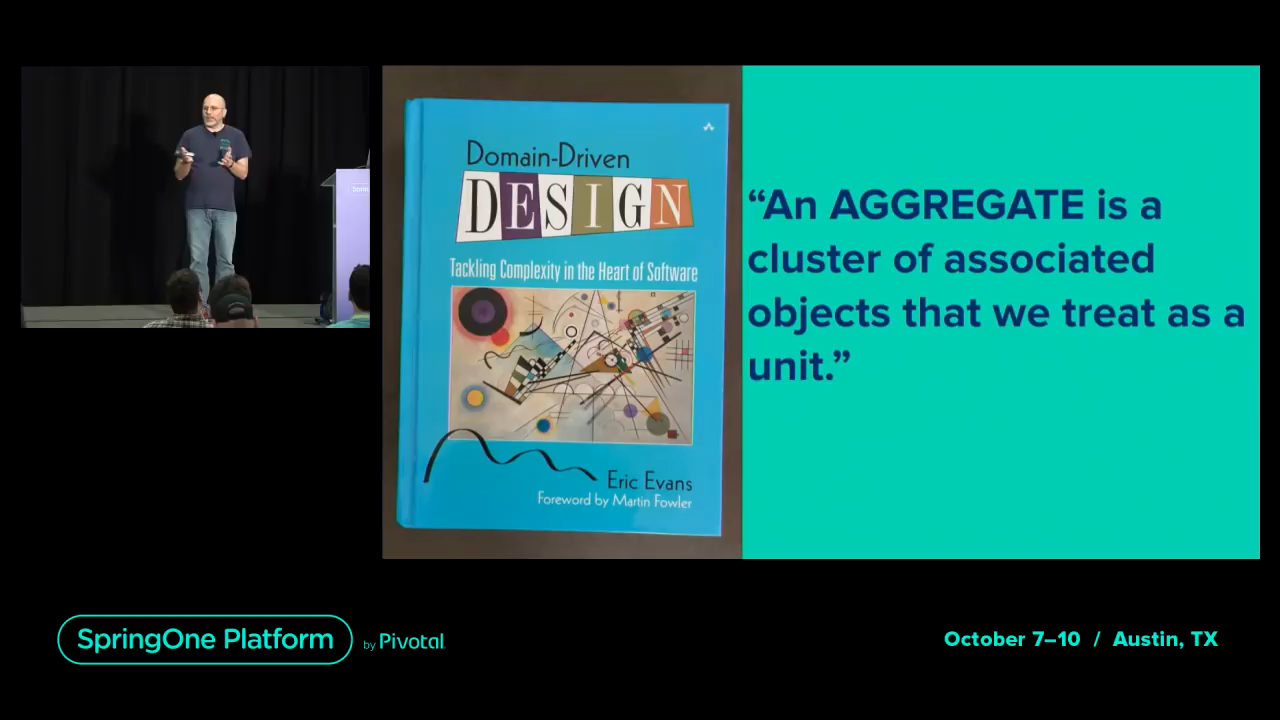 Domain-Driven
DESIGN
Tackling Complexity in the Heart of Software
Eric Evans
Foreword by Martin Fowler
“An AGGREGATE is a
cluster of associated
objects that we treat as a
unit.”
SpringOne Platform
by Pivotal
October 7–10 / Austin, TX